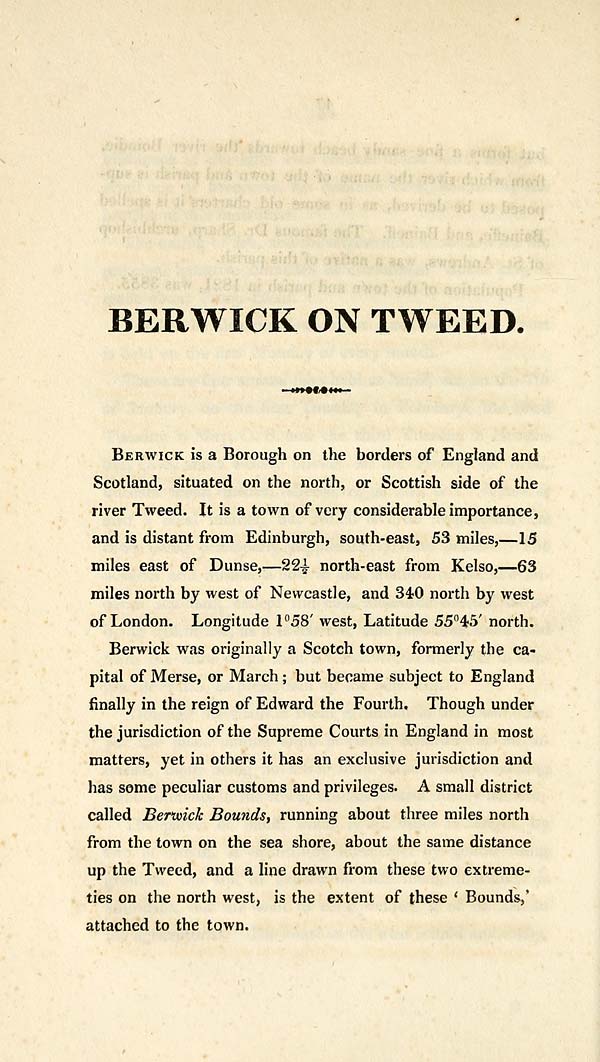 BERWICK ON TWEED.
BERWICK is a Borough on the borders of England and
Scotland, situated on the north, or Scottish side of the
river Tweed. It is a town of very considerable importance,
and is distant from Edinburgh, south-east, 53 miles,—15
miles east of Dunse,—22½ north-east from Kelso,—63
miles north by west of Newcastle, and 340 north by west
of London. Longitude 1°58′ west, Latitude 55°45′ north.
Berwick was originally a Scotch town, formerly the ca-
pital of Merse, or March; but became subject to England
finally in the reign of Edward the Fourth. Though under
the jurisdiction of the Supreme Courts in England in most
matters, yet in others it has an exclusive jurisdiction and
has some peculiar customs and privileges. A small district
called Berwick Bounds, running about three miles north
from the town on the sea shore, about the same distance
up the Tweed, and a line drawn from these two extreme-
ties on the north west, is the extent of these ‘ Bounds,’
attached to the town.